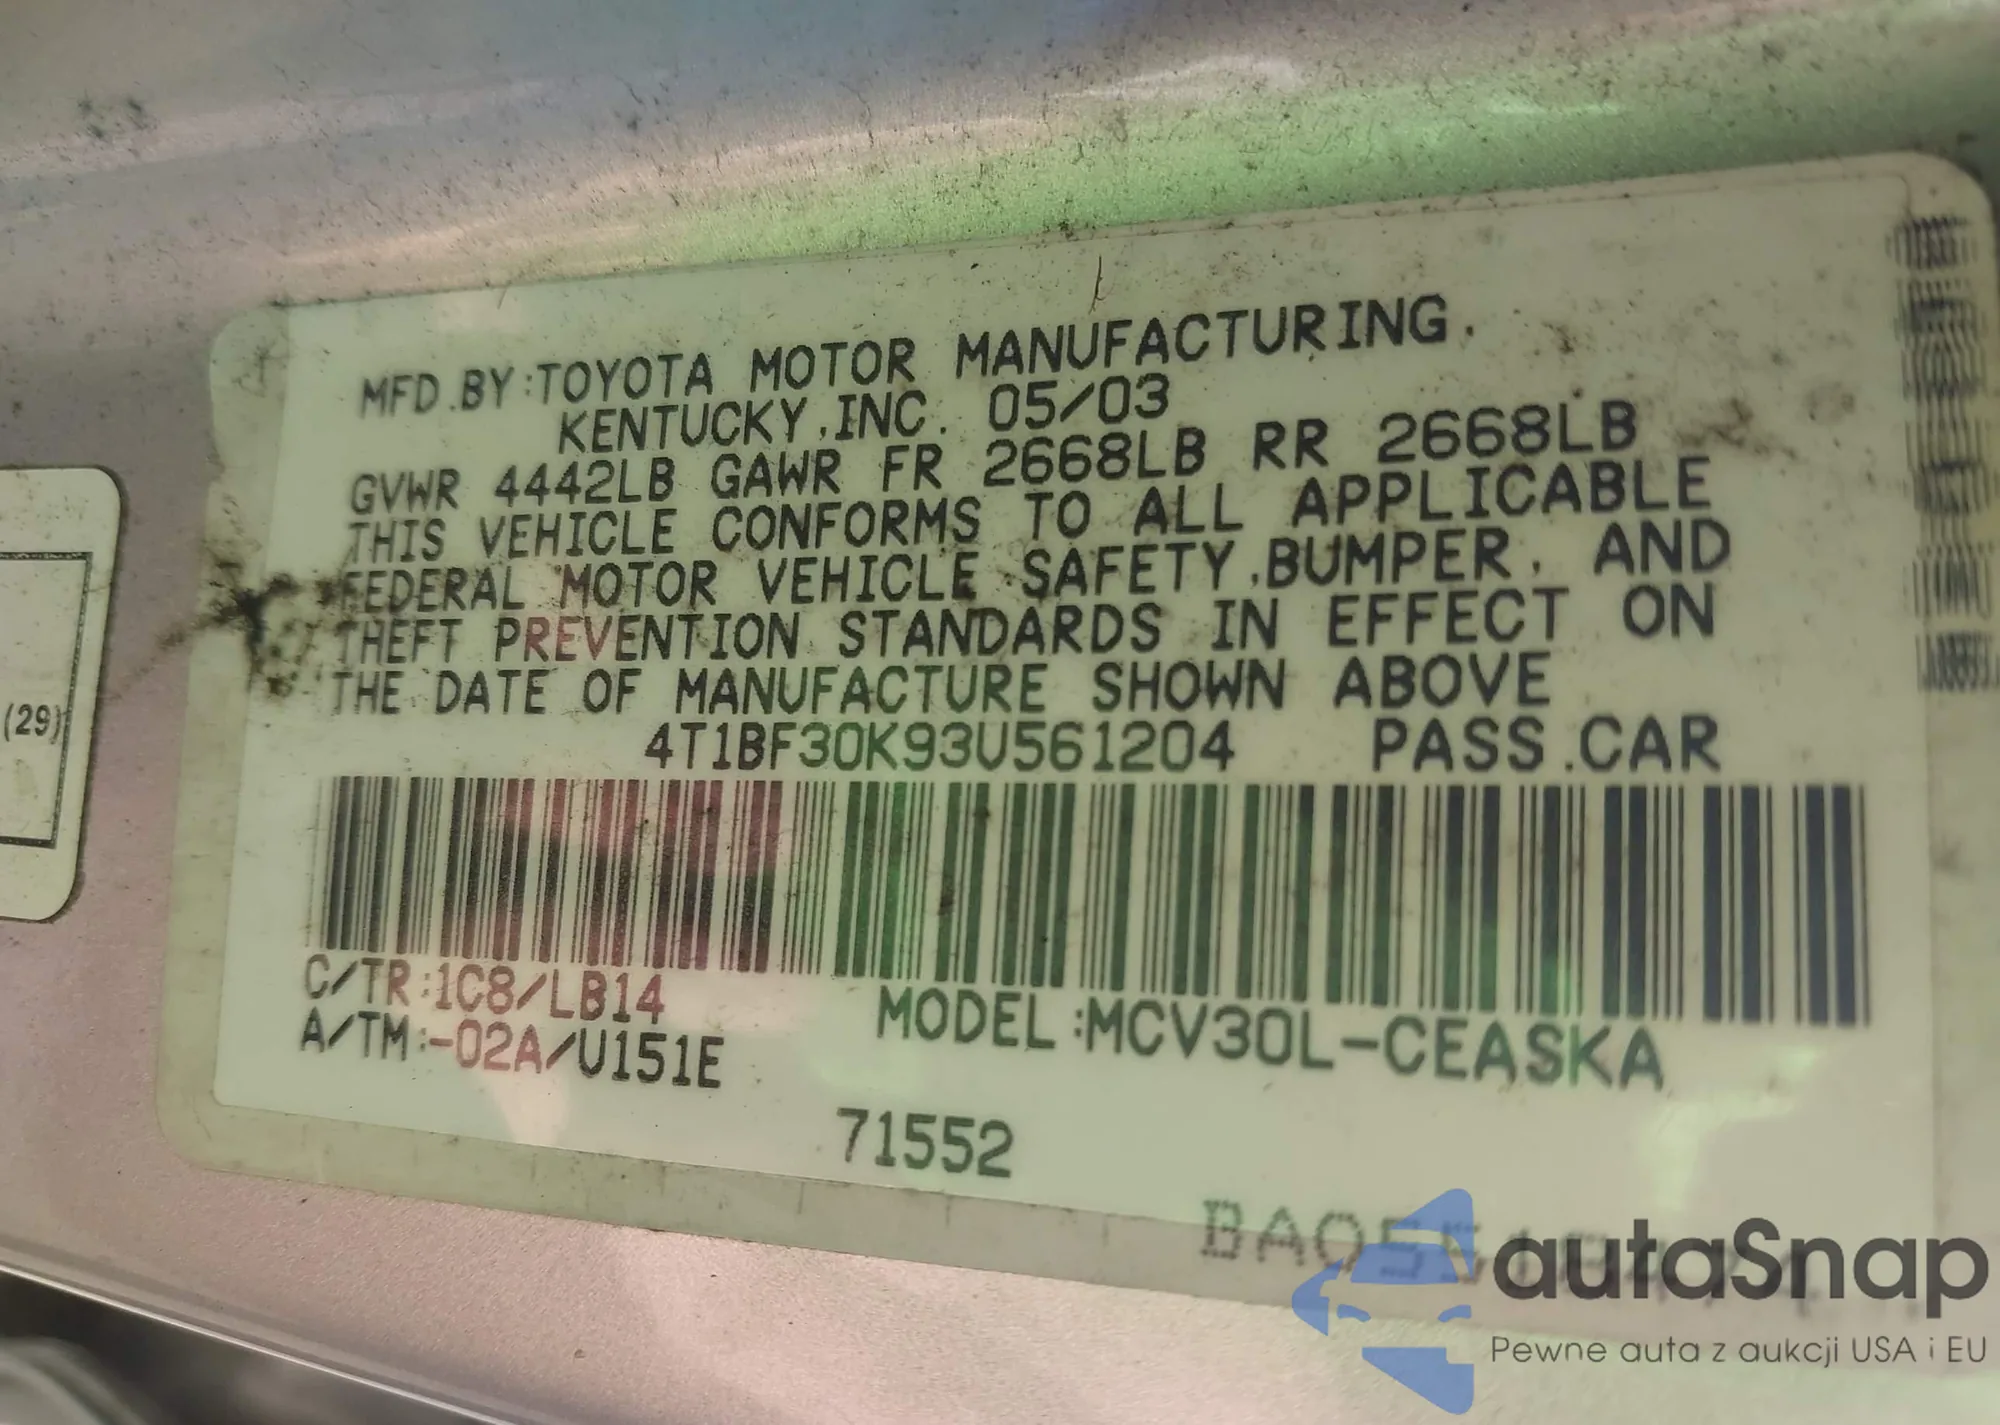 MFD.BY:TOYOTA MOTOR MANUFACTURING.
KENTUCKY,INC. 05/03
GVWR 4442LB GAWR FR 2668LB RR 2668LB
THIS VEHICLE CONFORMS TO ALL APPLICABLE
FEDERAL MOTOR VEHICLE SAFETY,BUMPER, AND
THEFT PREVENTION STANDARDS IN EFFECT ON
THE DATE OF MANUFACTURE SHOWN ABOVE
4T1BF30K93U561204 PASS.CAR
(29)
C/TR:1C8/LB14
A/TM:-02A/U151E
MODEL:MCV30L-CEASKA
71552
autaSnap
Pewne auta z aukcji USA i EU